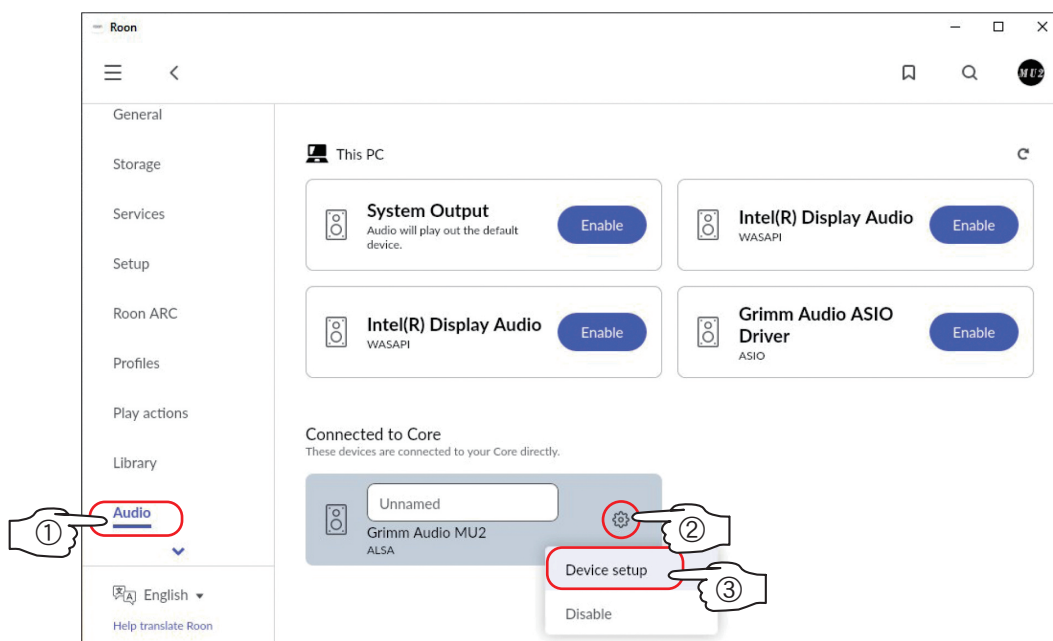 Roon
MU2
General
Storage
Services
Setup
Roon ARC
Profiles
Play actions
Library
Audio
①
English
Help translate Roon
This PC
System Output
Audio will play out the default
device.
Enable
Intel(R) Display Audio
WASAPI
Enable
Intel(R) Display Audio
WASAPI
Enable
Grimm Audio ASIO
Driver
ASIO
Enable
Connected to Core
These devices are connected to your Core directly.
Unnamed
Grimm Audio MU2
ALSA
②
Device setup
③
Disable